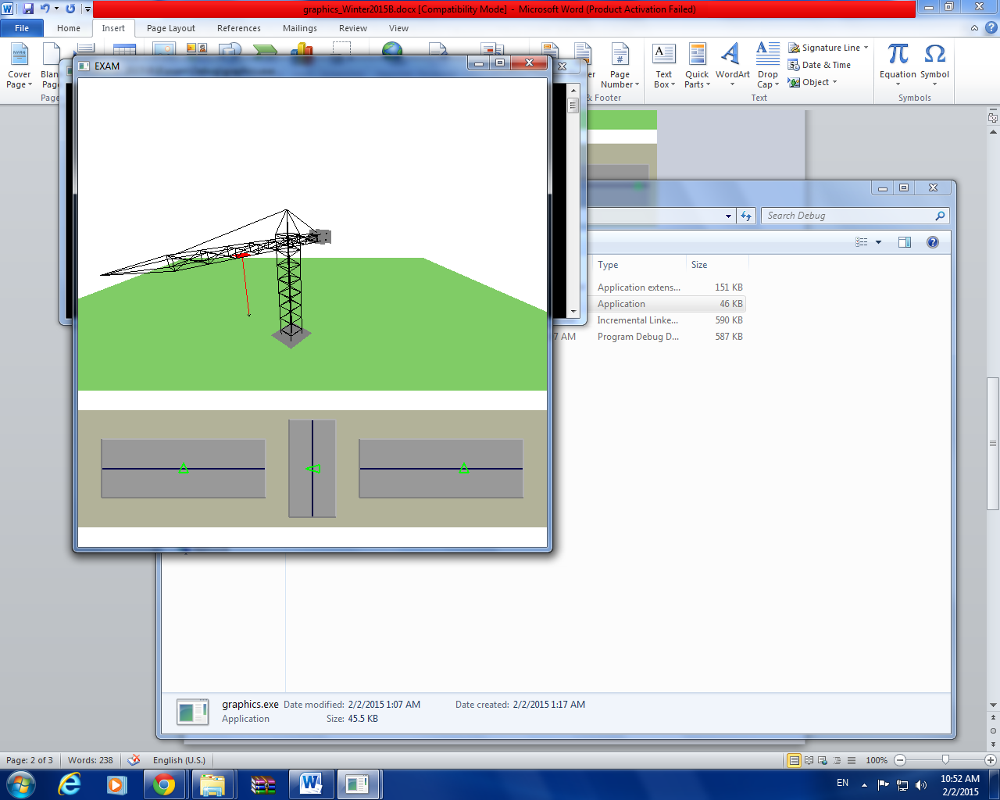 graphics_Winter2015B.docx [Compatibility Mode] - Microsoft Word (Product Activation Failed)
File Home Insert Page Layout References Mailings Review View
Cover Page
Page Number
Text Box
Quick Parts
WordArt
Drop Cap
Signature Line
Date & Time
Object
Equation
Symbol
& Footer
Text
Symbols
EXAM
Search Debug
Type Size
Application extens... 151 KB
Application 46 KB
Incremental Linke... 590 KB
7 AM Program Debug D... 587 KB
graphics.exe Date modified: 2/2/2015 1:07 AM Date created: 2/2/2015 1:17 AM
Application Size: 45.5 KB
Page: 2 of 3 Words: 238 English (U.S.) 100%
EN 10:52 AM
2/2/2015